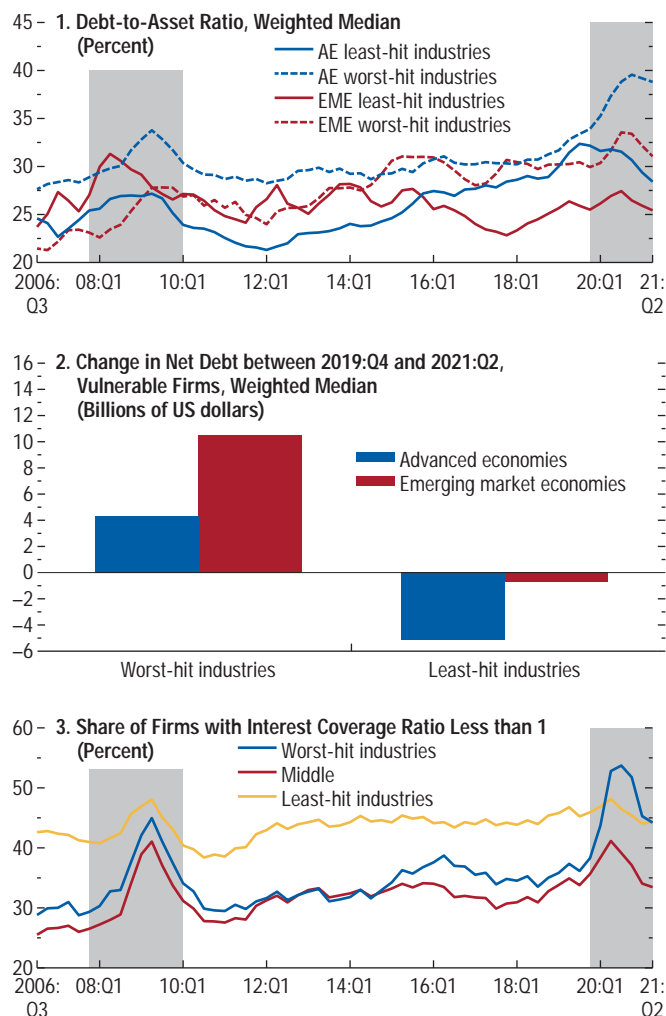 1. Debt-to-Asset Ratio, Weighted Median
(Percent)
AE least-hit industries
AE worst-hit industries
EME least-hit industries
EME worst-hit industries
45
40
35
30
25
20
2006: 08:Q1 10:Q1 12:Q1 14:Q1 16:Q1 18:Q1 20:Q1 21:
Q3 Q2
2. Change in Net Debt between 2019:Q4 and 2021:Q2,
Vulnerable Firms, Weighted Median
(Billions of US dollars)
Advanced economies
Emerging market economies
16
14
12
10
8
6
4
2
0
–2
–4
–6
Worst-hit industries Least-hit industries
3. Share of Firms with Interest Coverage Ratio Less than 1
(Percent)
Worst-hit industries
Middle
Least-hit industries
60
50
40
30
20
2006: 08:Q1 10:Q1 12:Q1 14:Q1 16:Q1 18:Q1 20:Q1 21:
Q3 Q2